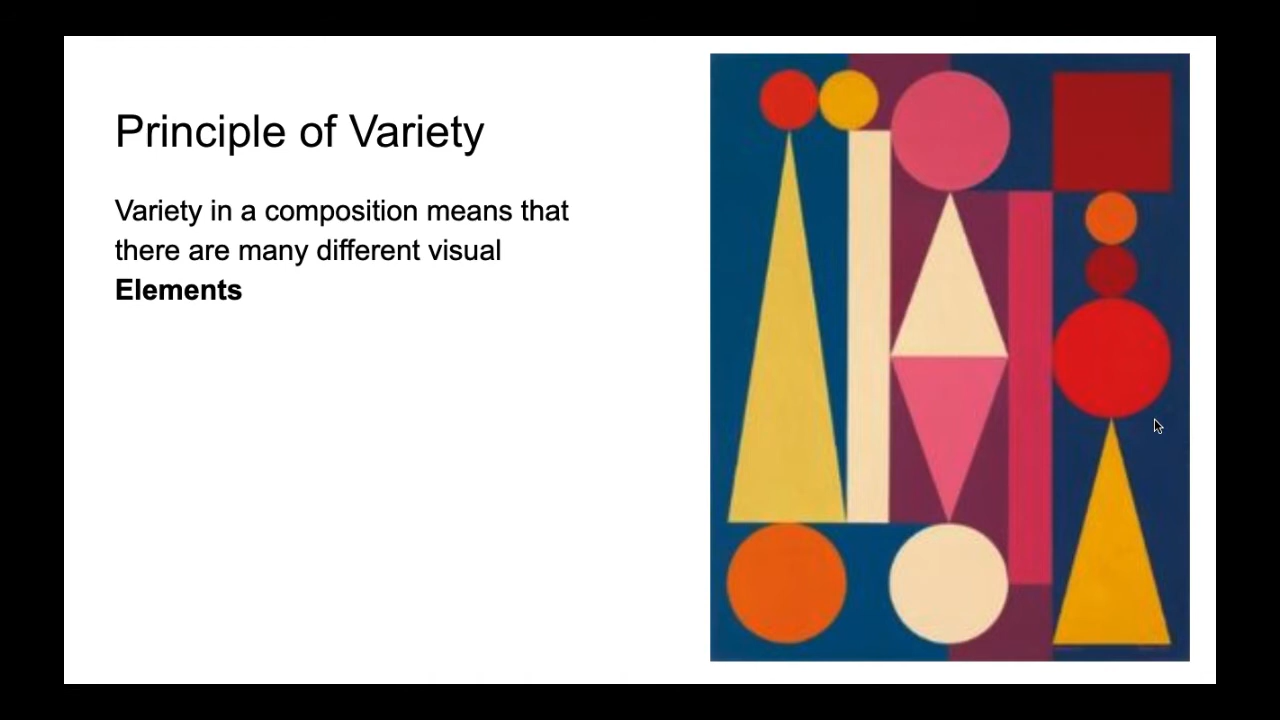 Principle of Variety
Variety in a composition means that
there are many different visual
Elements